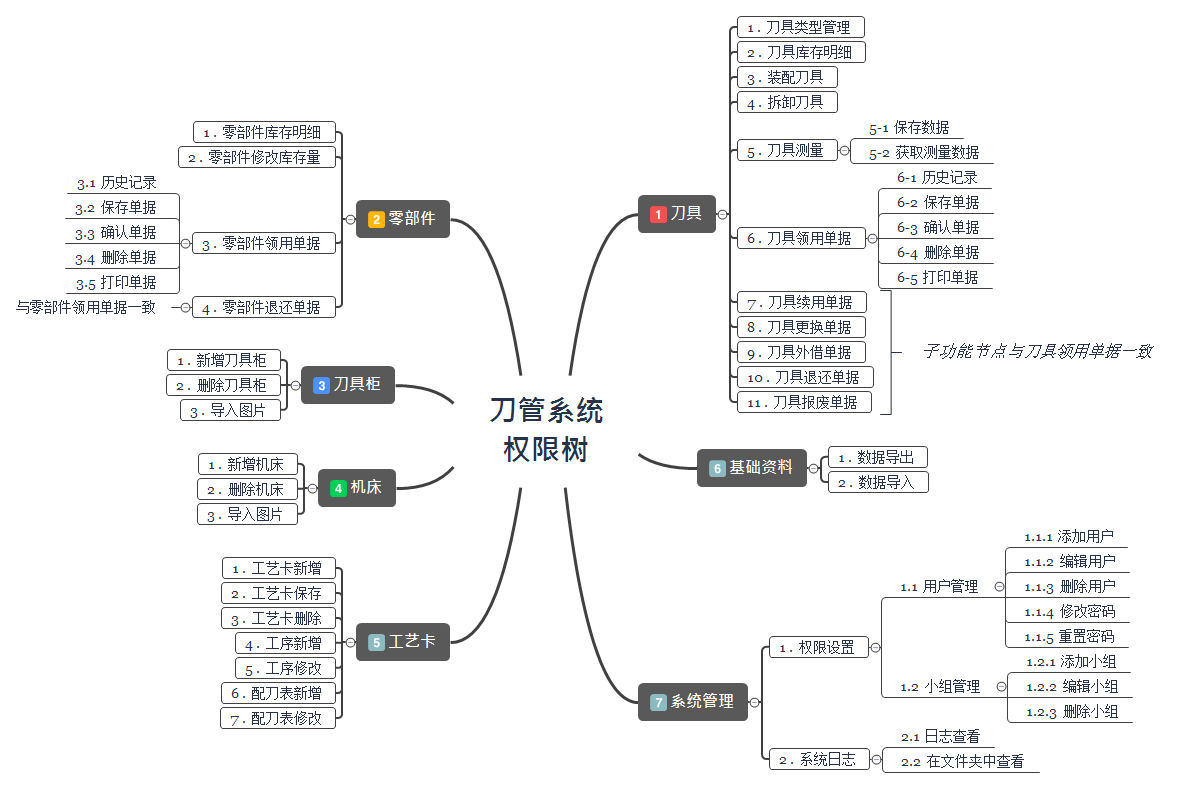 刀管系统
权限树
1 刀具
1. 刀具类型管理
2. 刀具库存明细
3. 装配刀具
4. 拆卸刀具
5. 刀具测量
5-1 保存数据
5-2 获取测量数据
6. 刀具领用单据
6-1 历史记录
6-2 保存单据
6-3 确认单据
6-4 删除单据
6-5 打印单据
7. 刀具续用单据
8. 刀具更换单据
9. 刀具外借单据
10. 刀具退还单据
11. 刀具报废单据
子功能节点与刀具领用单据一致
2 零部件
1. 零部件库存明细
2. 零部件修改库存量
3. 零部件领用单据
3.1 历史记录
3.2 保存单据
3.3 确认单据
3.4 删除单据
3.5 打印单据
4. 零部件退还单据
与零部件领用单据一致
3 刀具柜
1. 新增刀具柜
2. 删除刀具柜
3. 导入图片
4 机床
1. 新增机床
2. 删除机床
3. 导入图片
5 工艺卡
1. 工艺卡新增
2. 工艺卡保存
3. 工艺卡删除
4. 工序新增
5. 工序修改
6. 配刀表新增
7. 配刀表修改
6 基础资料
1. 数据导出
2. 数据导入
7 系统管理
1. 权限设置
1.1 用户管理
1.1.1 添加用户
1.1.2 编辑用户
1.1.3 删除用户
1.1.4 修改密码
1.1.5 重置密码
1.2 小组管理
1.2.1 添加小组
1.2.2 编辑小组
1.2.3 删除小组
2. 系统日志
2.1 日志查看
2.2 在文件夹中查看